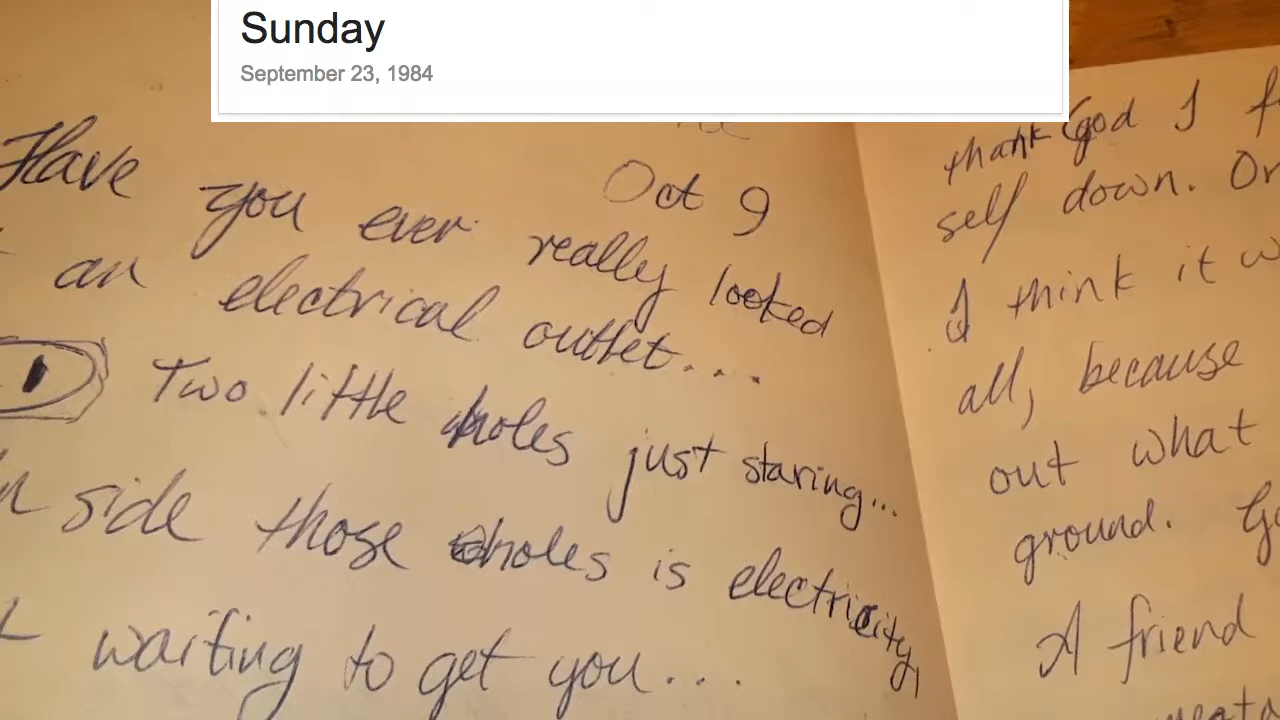 Sunday
September 23, 1984
Oct 9
Have you ever really looked
an electrical outlet...
Two little holes just staring...
side those holes is electricity,
waiting to get you...
thank God I
self down. Or
I think it
all, because
out what
ground.
A friend